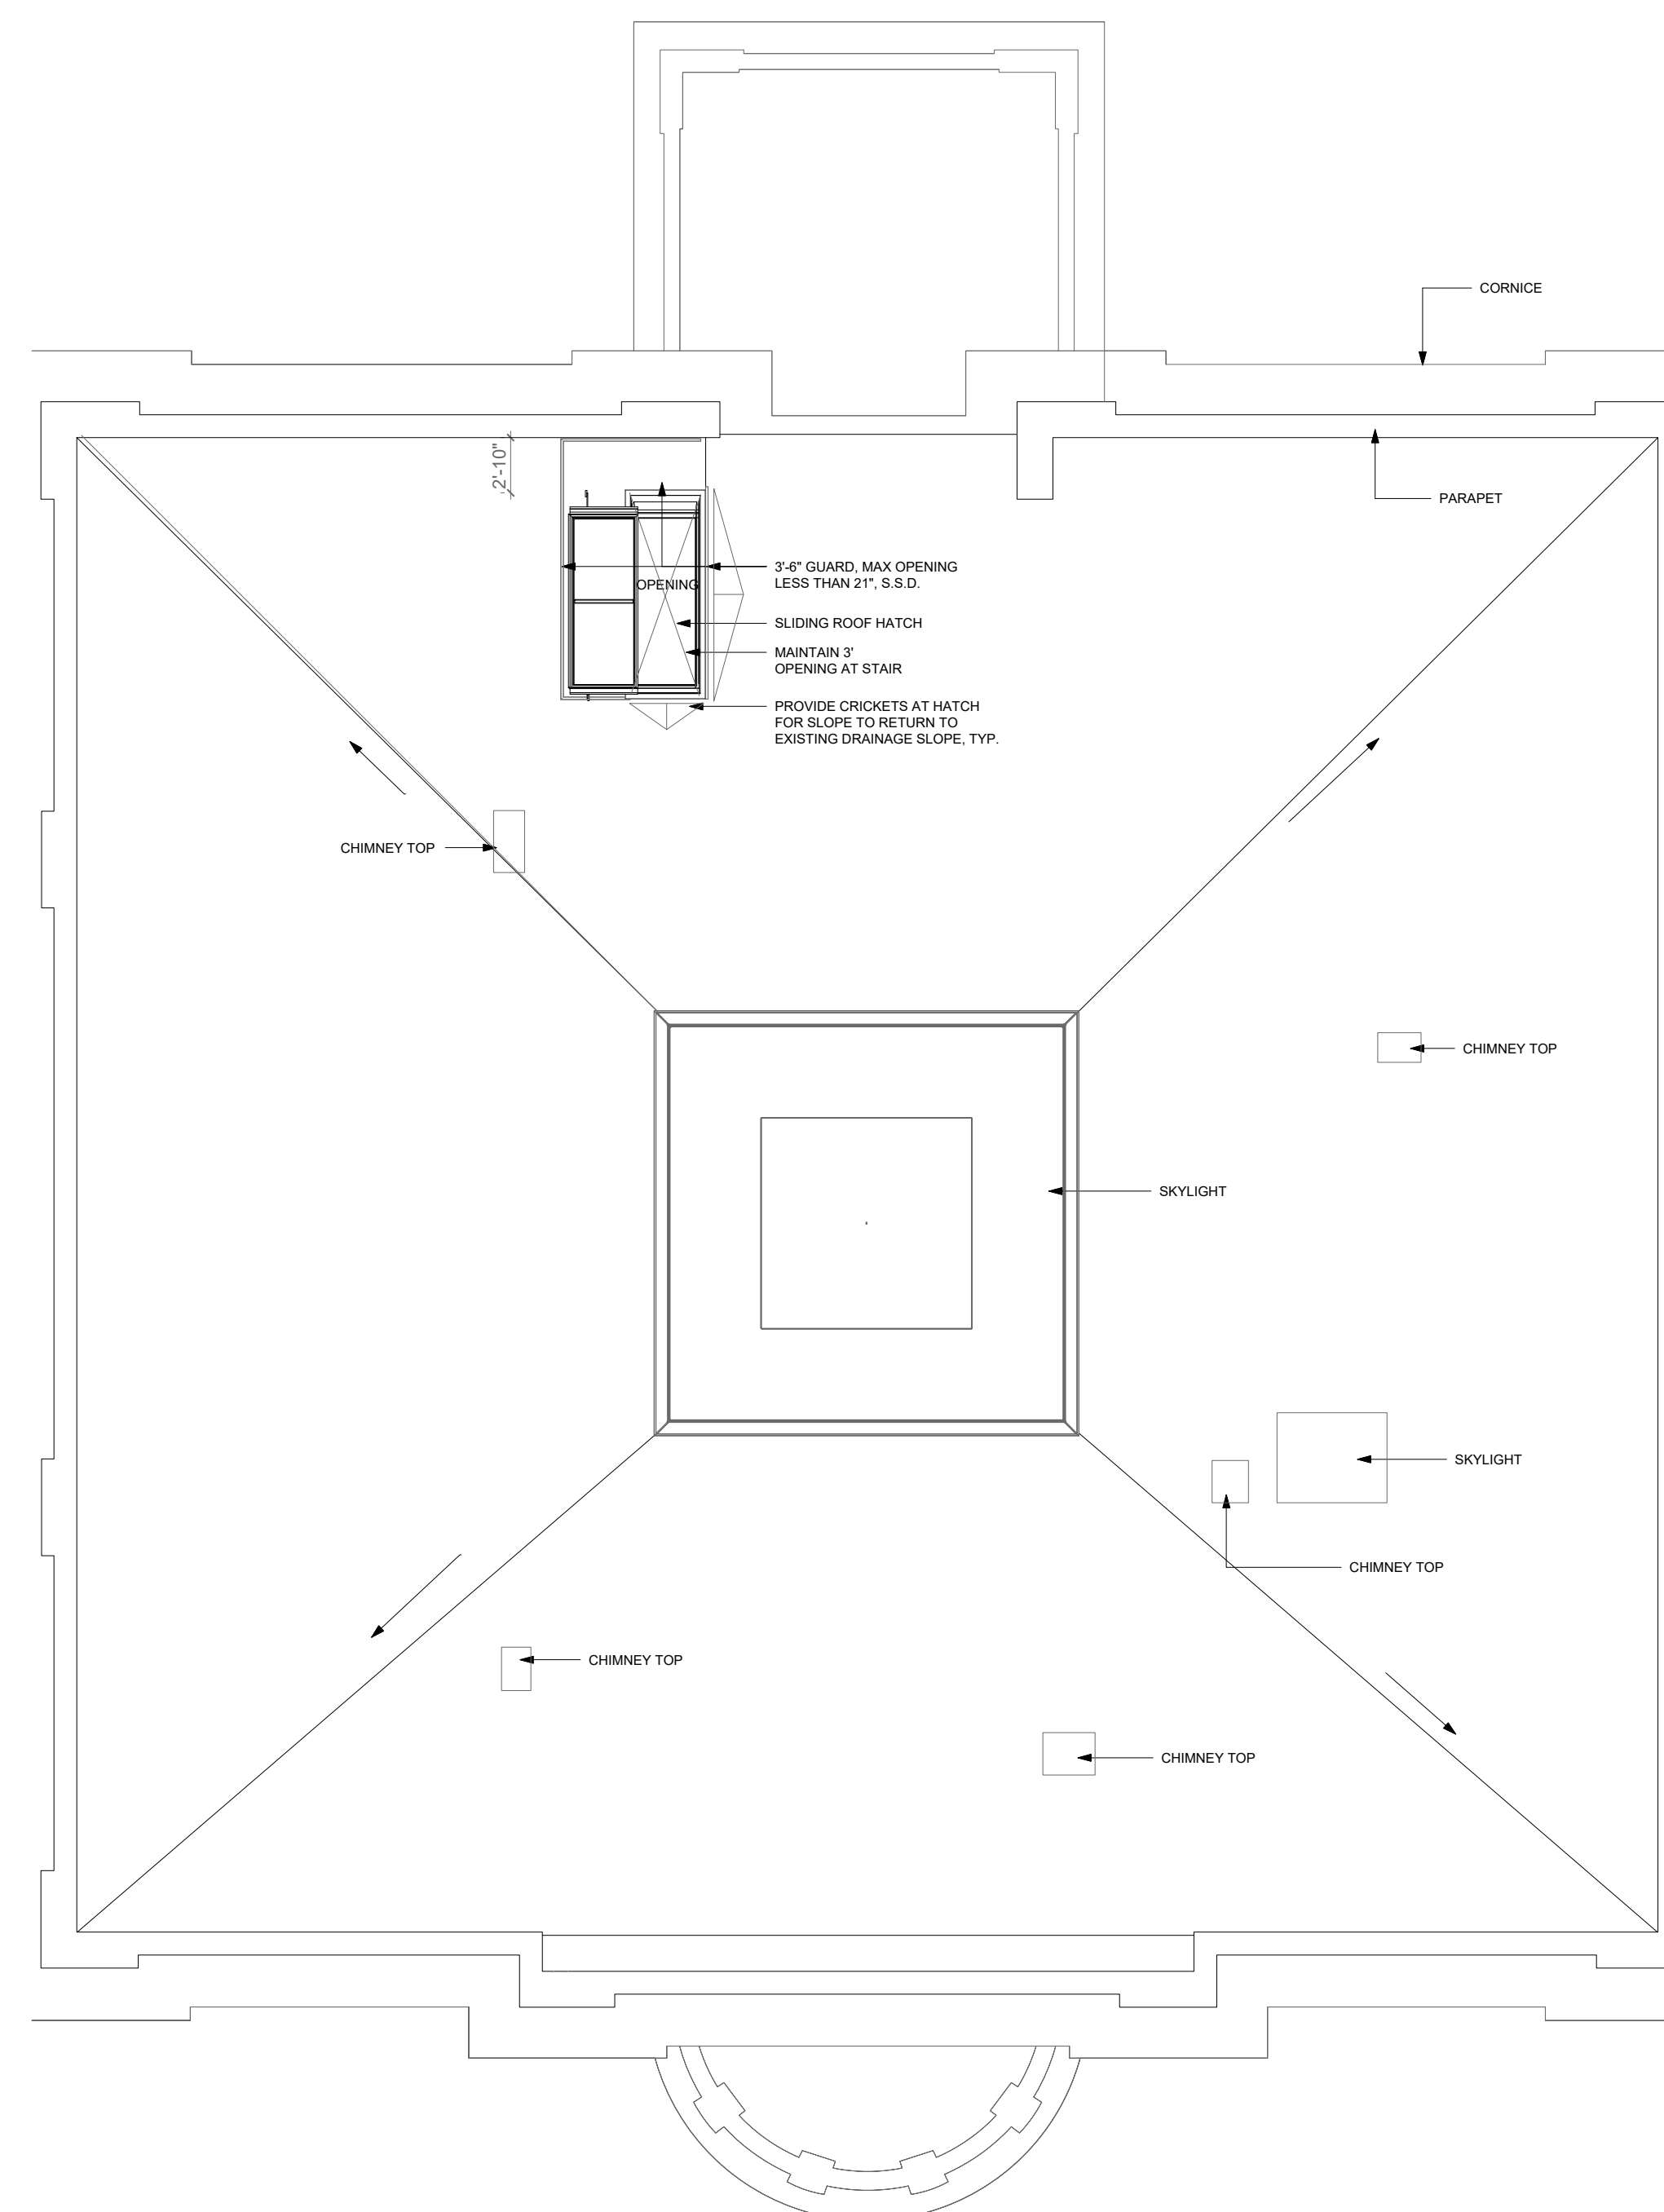 CORNICE
2'-10"
PARAPET
3'-6" GUARD, MAX OPENING
LESS THAN 21", S.S.D.
OPENING
SLIDING ROOF HATCH
MAINTAIN 3'
OPENING AT STAIR
PROVIDE CRICKETS AT HATCH
FOR SLOPE TO RETURN TO
EXISTING DRAINAGE SLOPE, TYP.
CHIMNEY TOP
CHIMNEY TOP
SKYLIGHT
SKYLIGHT
CHIMNEY TOP
CHIMNEY TOP
CHIMNEY TOP